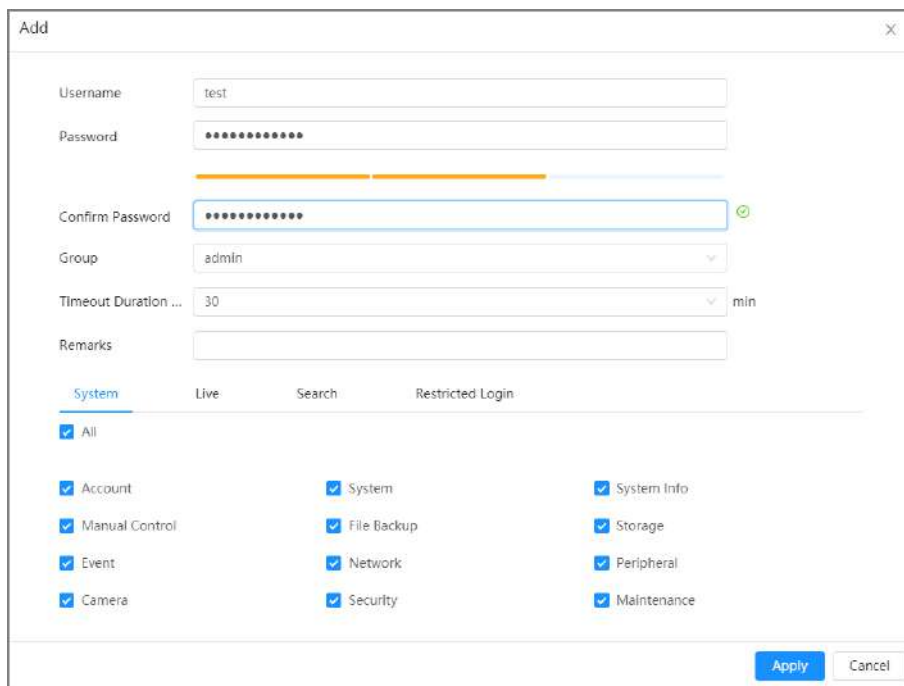 Add
Username test
Password ••••••••••••
Confirm Password ••••••••••••
Group admin
Timeout Duration ... 30 min
Remarks
System Live Search Restricted Login
All
Account System System Info
Manual Control File Backup Storage
Event Network Peripheral
Camera Security Maintenance
Apply Cancel